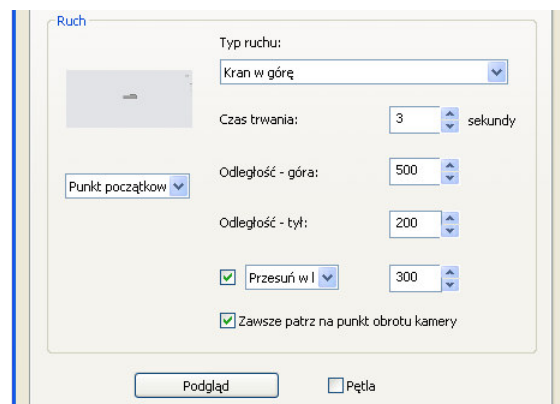 Ruch
Typ ruchu:
Kran w górę
Czas trwania:
3
sekundy
Punkt początkow
Odległość - góra:
500
Odległość - tył:
200
Przesuń w l
300
Zawsze patrz na punkt obrotu kamery
Podgląd
Pętla